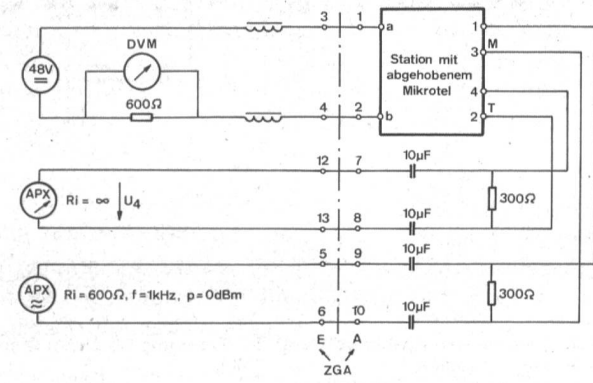 3 1 a 1
DVM
48V
Station mit
abgehobenem
Mikrotel
M
3
4
600Ω
4 2 b 2 T
12 7 10μF
APX Ri = ∞ U4
300Ω
13 8 10μF
5 9 10μF
APX Ri=600Ω, f=1kHz, p=0dBm
300Ω
6 10 10μF
E A
ZGA